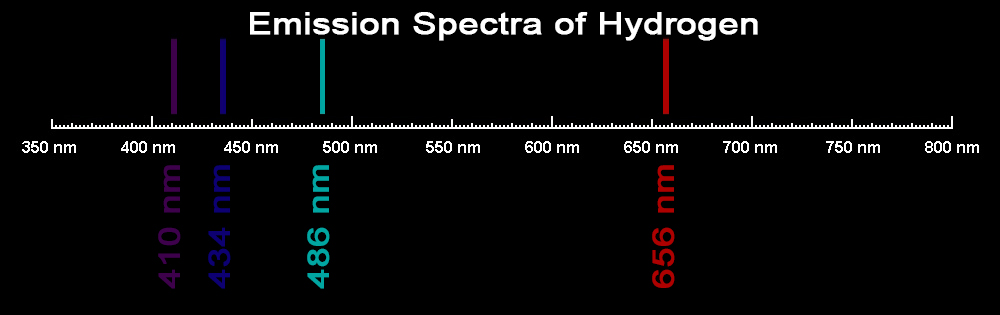 Emission Spectra of Hydrogen
350 nm 400 nm 450 nm 500 nm 550 nm 600 nm 650 nm 700 nm 750 nm 800 nm
410 nm
434 nm
486 nm
656 nm